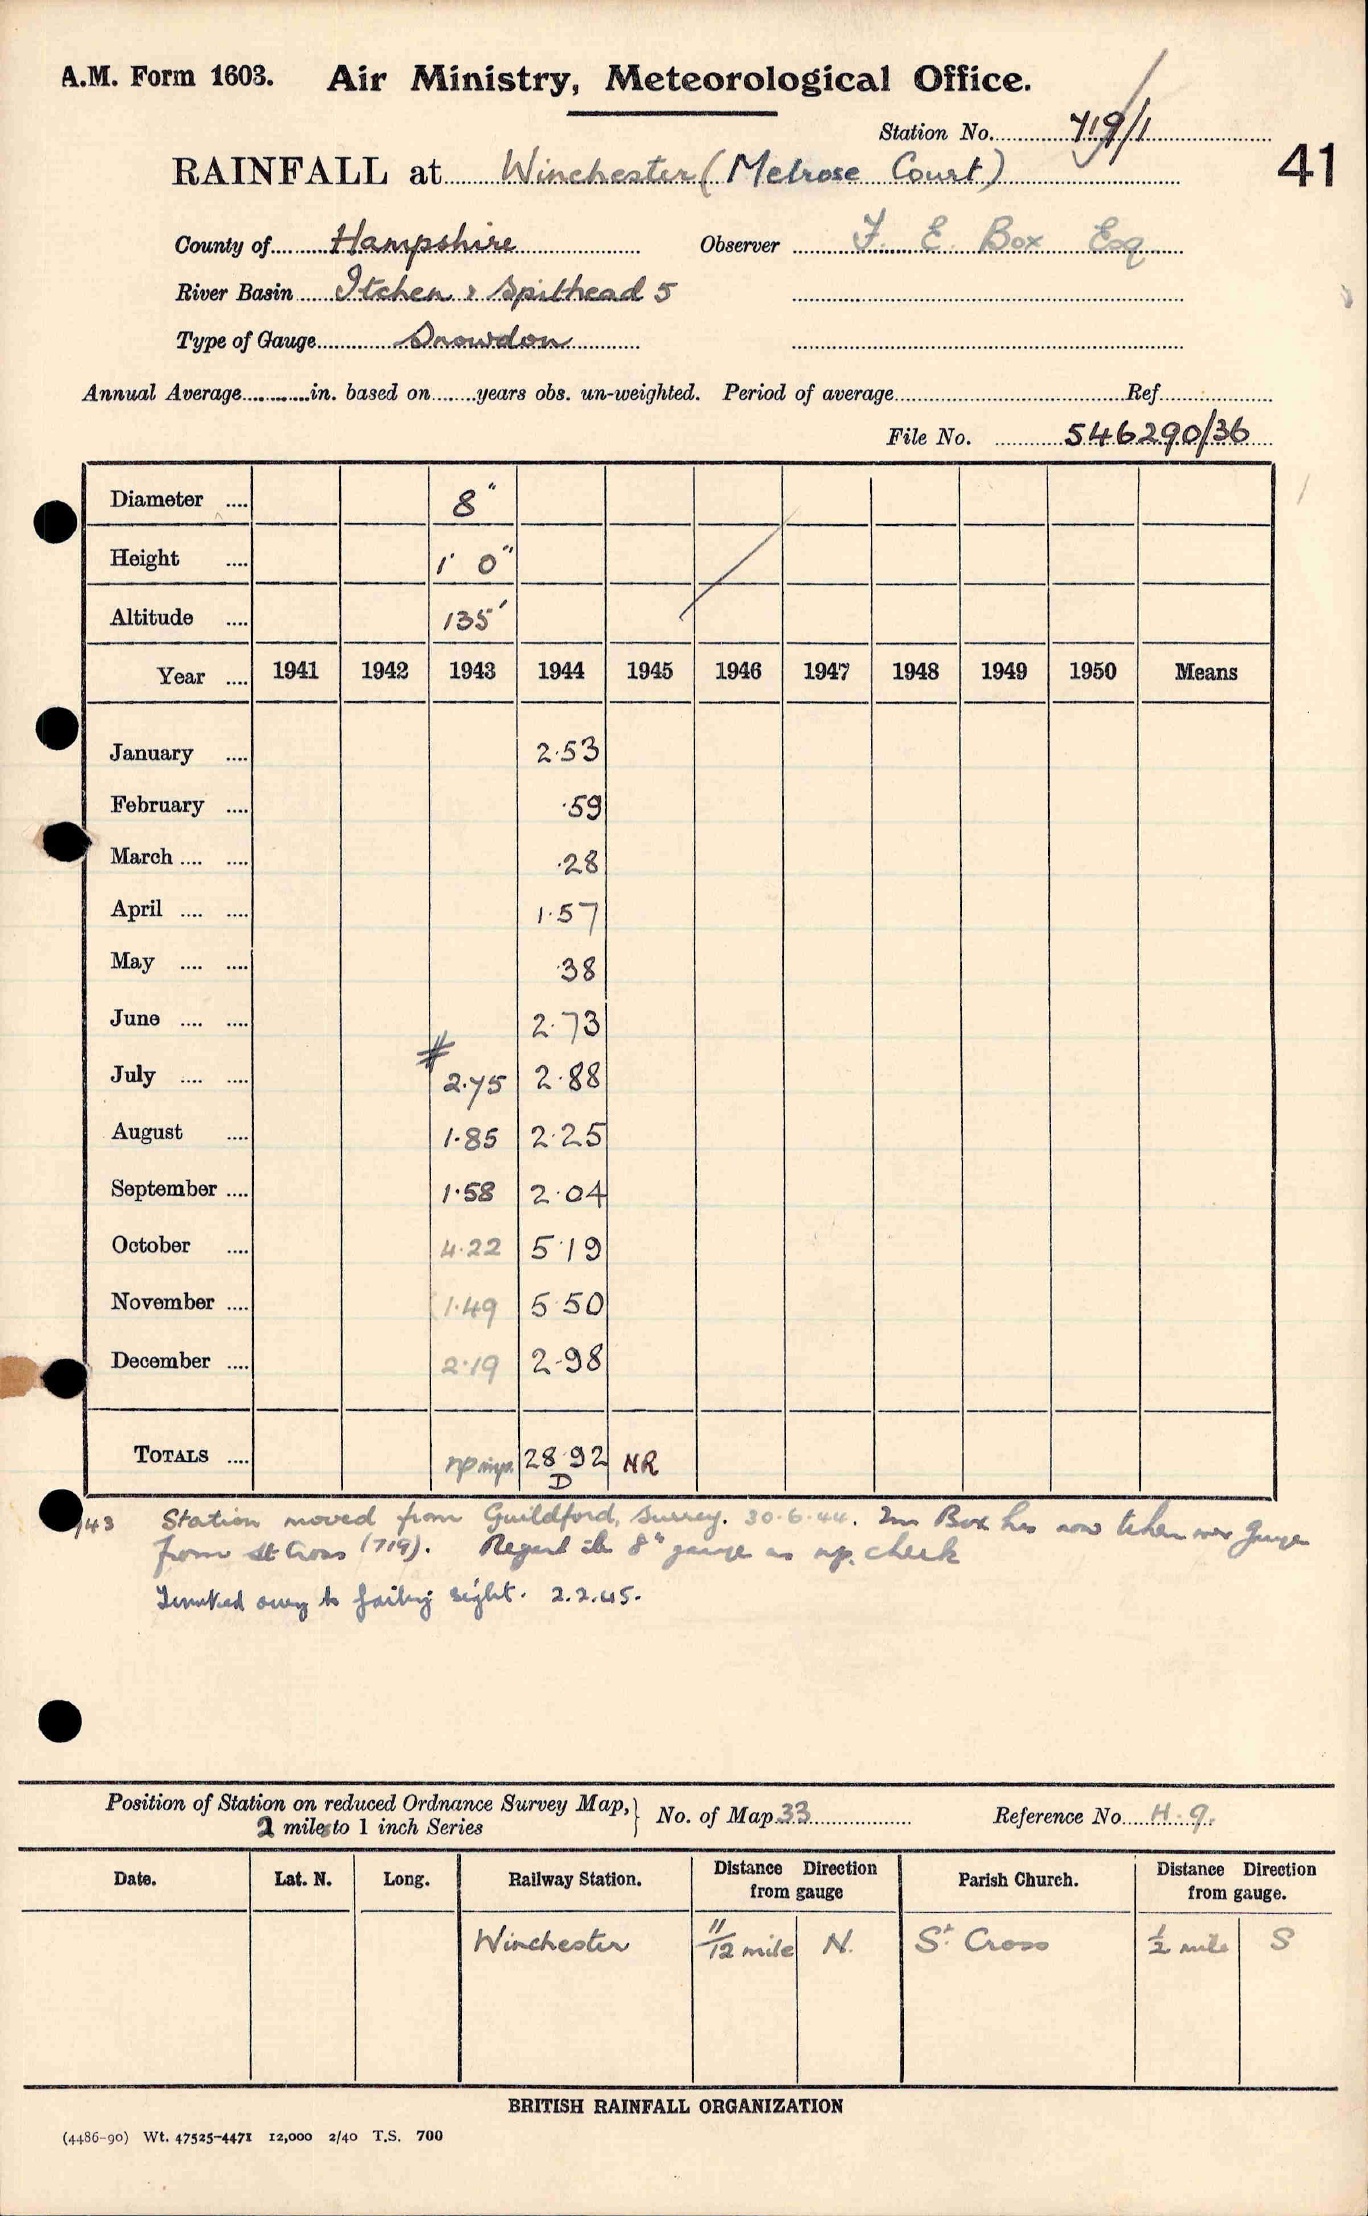 A.M. Form 1603. Air Ministry, Meteorological Office.
Station No. 719/1
41
RAINFALL at Winchester (Melrose Court)
County of Hampshire Observer F. E. Box Esq
River Basin Itchen & Spithead 5
Type of Gauge Snowdon
Annual Average in. based on years obs. un-weighted. Period of average Ref.
File No. 546290/36
Diameter 8"
Height 1' 0"
Altitude 135'
Year 1941 1942 1943 1944 1945 1946 1947 1948 1949 1950 Means
January 2.53
February .59
March .28
April 1.57
May .38
June 2.73
July # 2.75 2.88
August 1.85 2.25
September 1.58 2.04
October 4.22 5.19
November 1.49 5.50
December 2.19 2.98
TOTALS 28.92 NR
D
/43 Station moved from Guildford, Surrey. 30.6.44. Box has now taken over gauge
from St Cross (719). Regard 8" gauge as check
owing to failing sight. 2.2.45.
Position of Station on reduced Ordnance Survey Map, No. of Map 33 Reference No. H.9.
2 miles to 1 inch Series
Date. Lat. N. Long. Railway Station. Distance Direction from gauge Parish Church. Distance Direction from gauge.
Winchester 11/12 mile N. St Cross 1/2 mile S
BRITISH RAINFALL ORGANIZATION
(4486-90) Wt. 47525-4471 12,000 2/40 T.S. 700